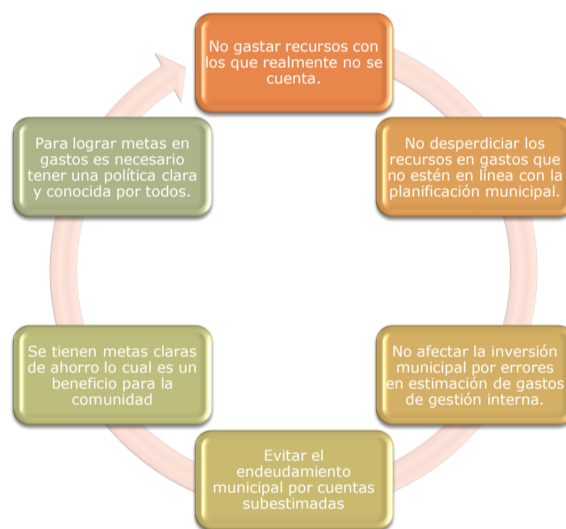 No gastar recursos con
los que realmente no se
cuenta.
No desperdiciar los
recursos en gastos que
no estén en línea con la
planificación municipal.
No afectar la inversión
municipal por errores
en estimación de gastos
de gestión interna.
Evitar el
endeudamiento
municipal por cuentas
subestimadas
Se tienen metas claras
de ahorro lo cual es un
beneficio para la
comunidad
Para lograr metas en
gastos es necesario
tener una política clara
y conocida por todos.